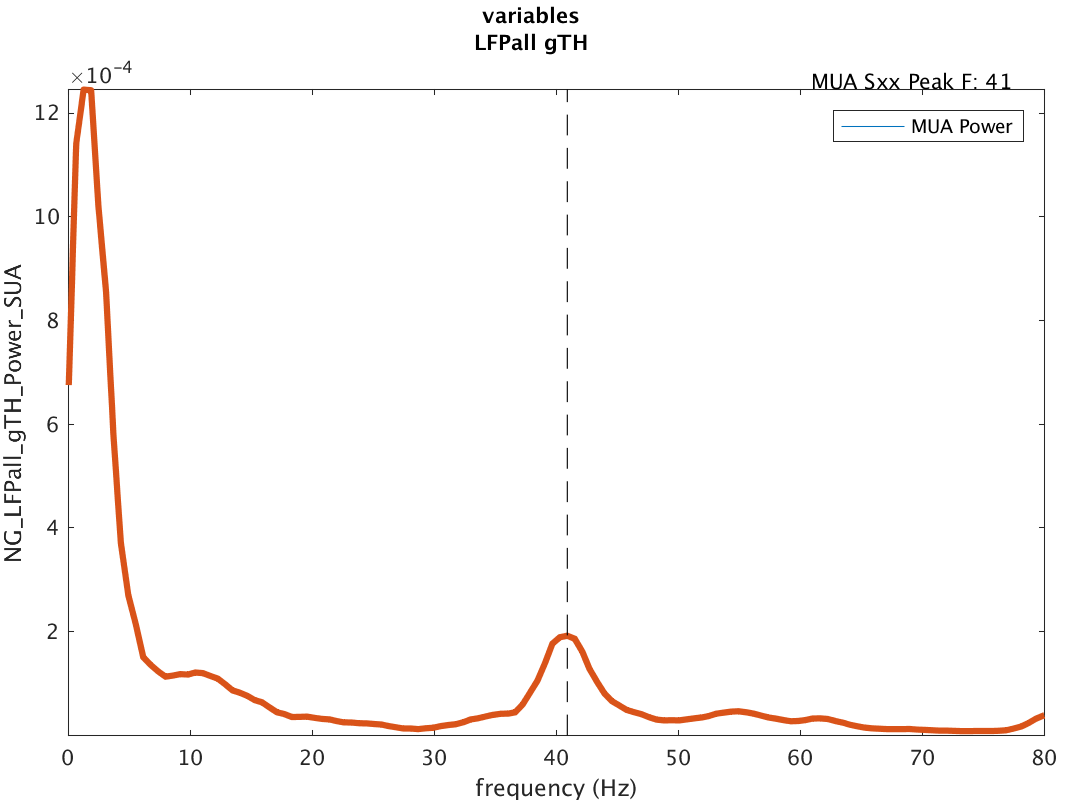 variables
LFPall gTH
×10⁻⁴
MUA Sxx Peak F: 41
MUA Power
12
10
8
6
4
2
NG_LFPall_gTH_Power_SUA
0 10 20 30 40 50 60 70 80
frequency (Hz)